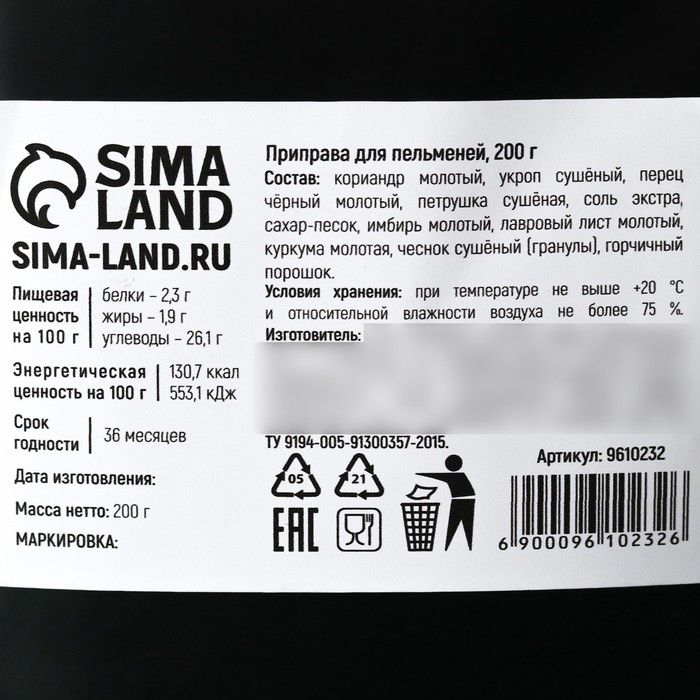 SIMA
LAND
SIMA-LAND.RU
Пищевая ценность на 100 г
белки – 2,3 г
жиры – 1,9 г
углеводы – 26,1 г
Энергетическая ценность на 100 г
130,7 ккал
553,1 кДж
Срок годности
36 месяцев
Дата изготовления:
Масса нетто: 200 г
МАРКИРОВКА:
Приправа для пельменей, 200 г
Состав: кориандр молотый, укроп сушёный, перец
чёрный молотый, петрушка сушёная, соль экстра,
сахар-песок, имбирь молотый, лавровый лист молотый,
куркума молотая, чеснок сушёный (гранулы), горчичный
порошок.
Условия хранения: при температуре не выше +20 °С
и относительной влажности воздуха не более 75 %.
Изготовитель:
ТУ 9194-005-91300357-2015.
05
21
EAC
Артикул: 9610232
6 900096 102326